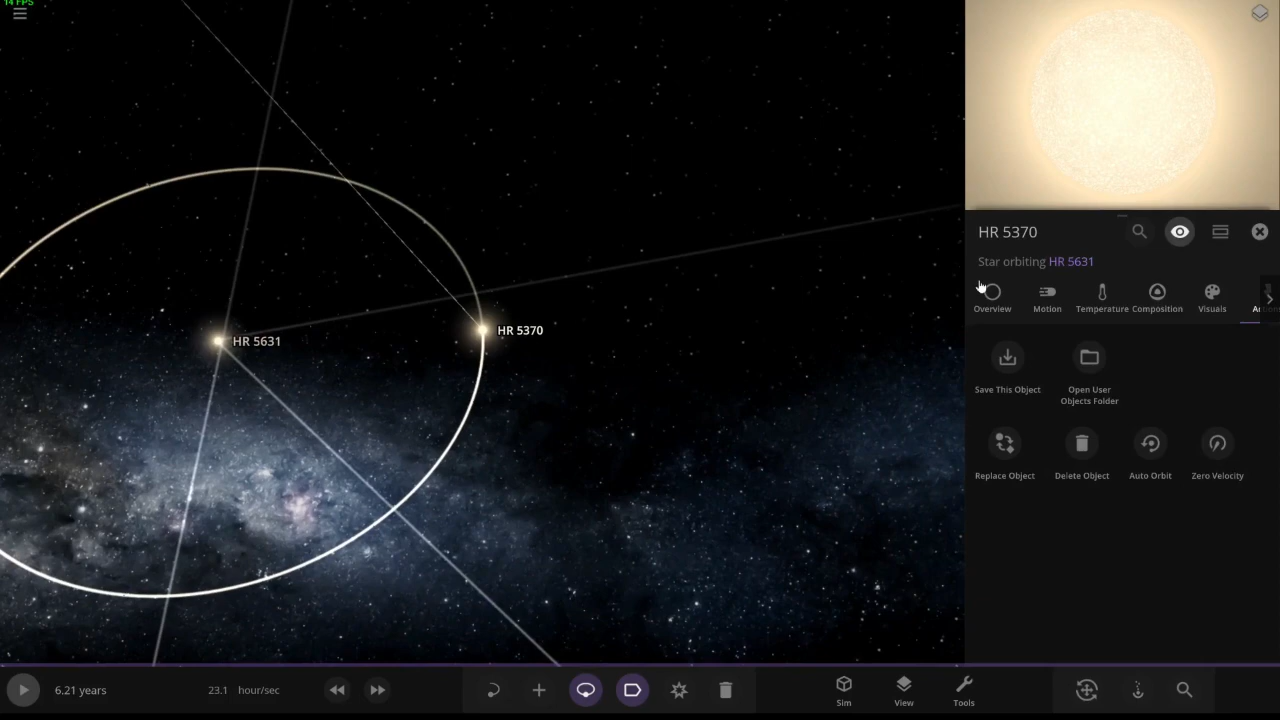 14 FPS
HR 5631
HR 5370
HR 5370
Star orbiting HR 5631
Overview
Motion
Temperature
Composition
Visuals
Save This Object
Open User
Objects Folder
Replace Object
Delete Object
Auto Orbit
Zero Velocity
6.21 years
23.1 hour/sec
Sim
View
Tools